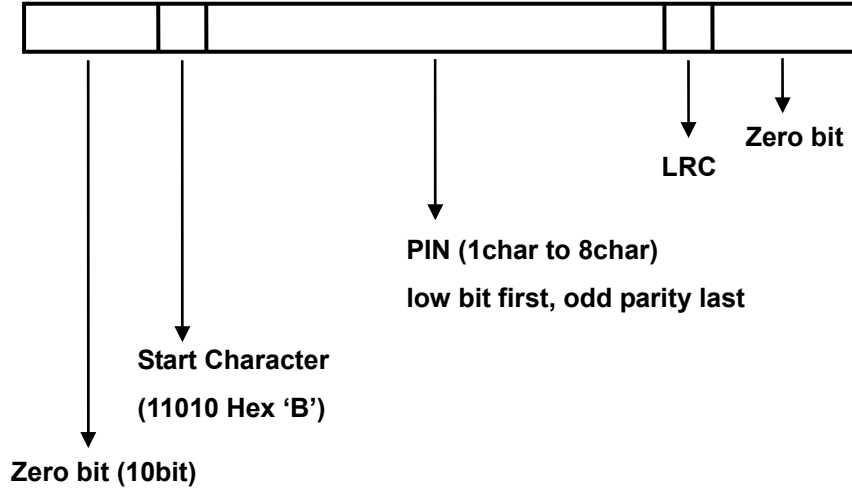 Zero bit
LRC
PIN (1char to 8char)
low bit first, odd parity last
Start Character
(11010 Hex ‘B’)
Zero bit (10bit)